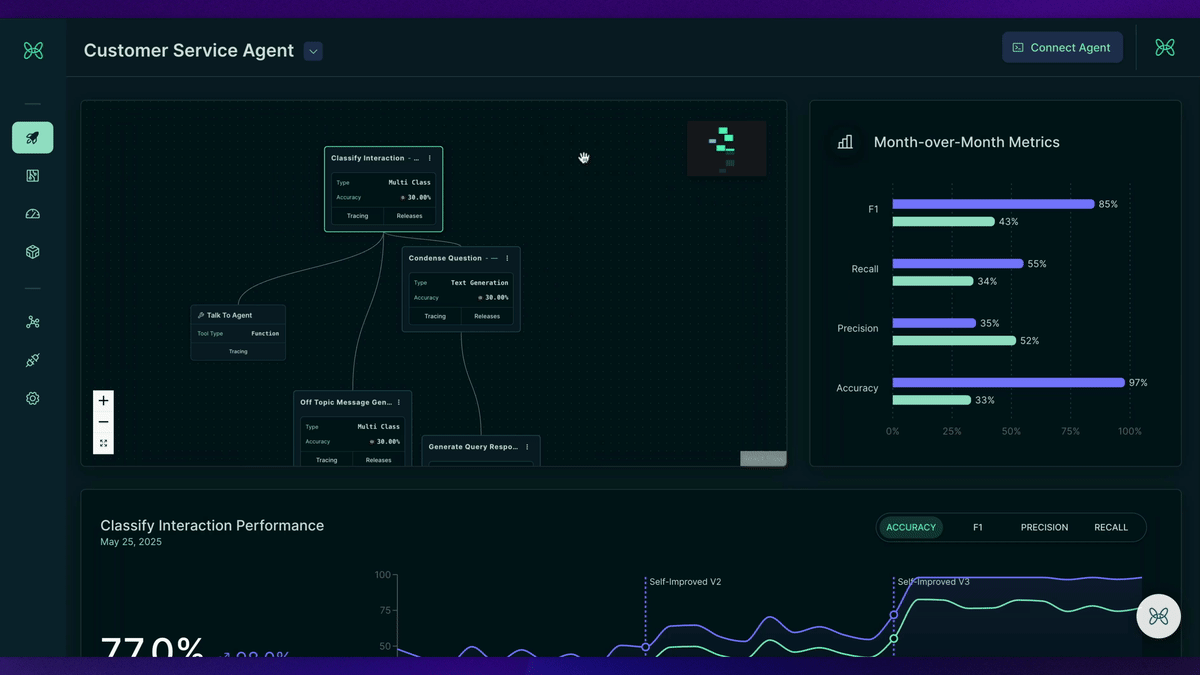 Customer Service Agent
Connect Agent
Classify Interaction - ...
Type Multi Class
Accuracy 30.00%
Tracing Releases
Condense Question - —
Type Text Generation
Accuracy 30.00%
Tracing Releases
Talk To Agent
Tool Type Function
Tracing
Off Topic Message Gen...
Type Multi Class
Accuracy 30.00%
Tracing Releases
Generate Query Respo...
Month-over-Month Metrics
F1
85%
43%
Recall
55%
34%
Precision
35%
52%
Accuracy
97%
33%
0% 25% 50% 75% 100%
Classify Interaction Performance
May 25, 2025
ACCURACY F1 PRECISION RECALL
100
75
50
Self-Improved V2
Self-Improved V3
77.0%